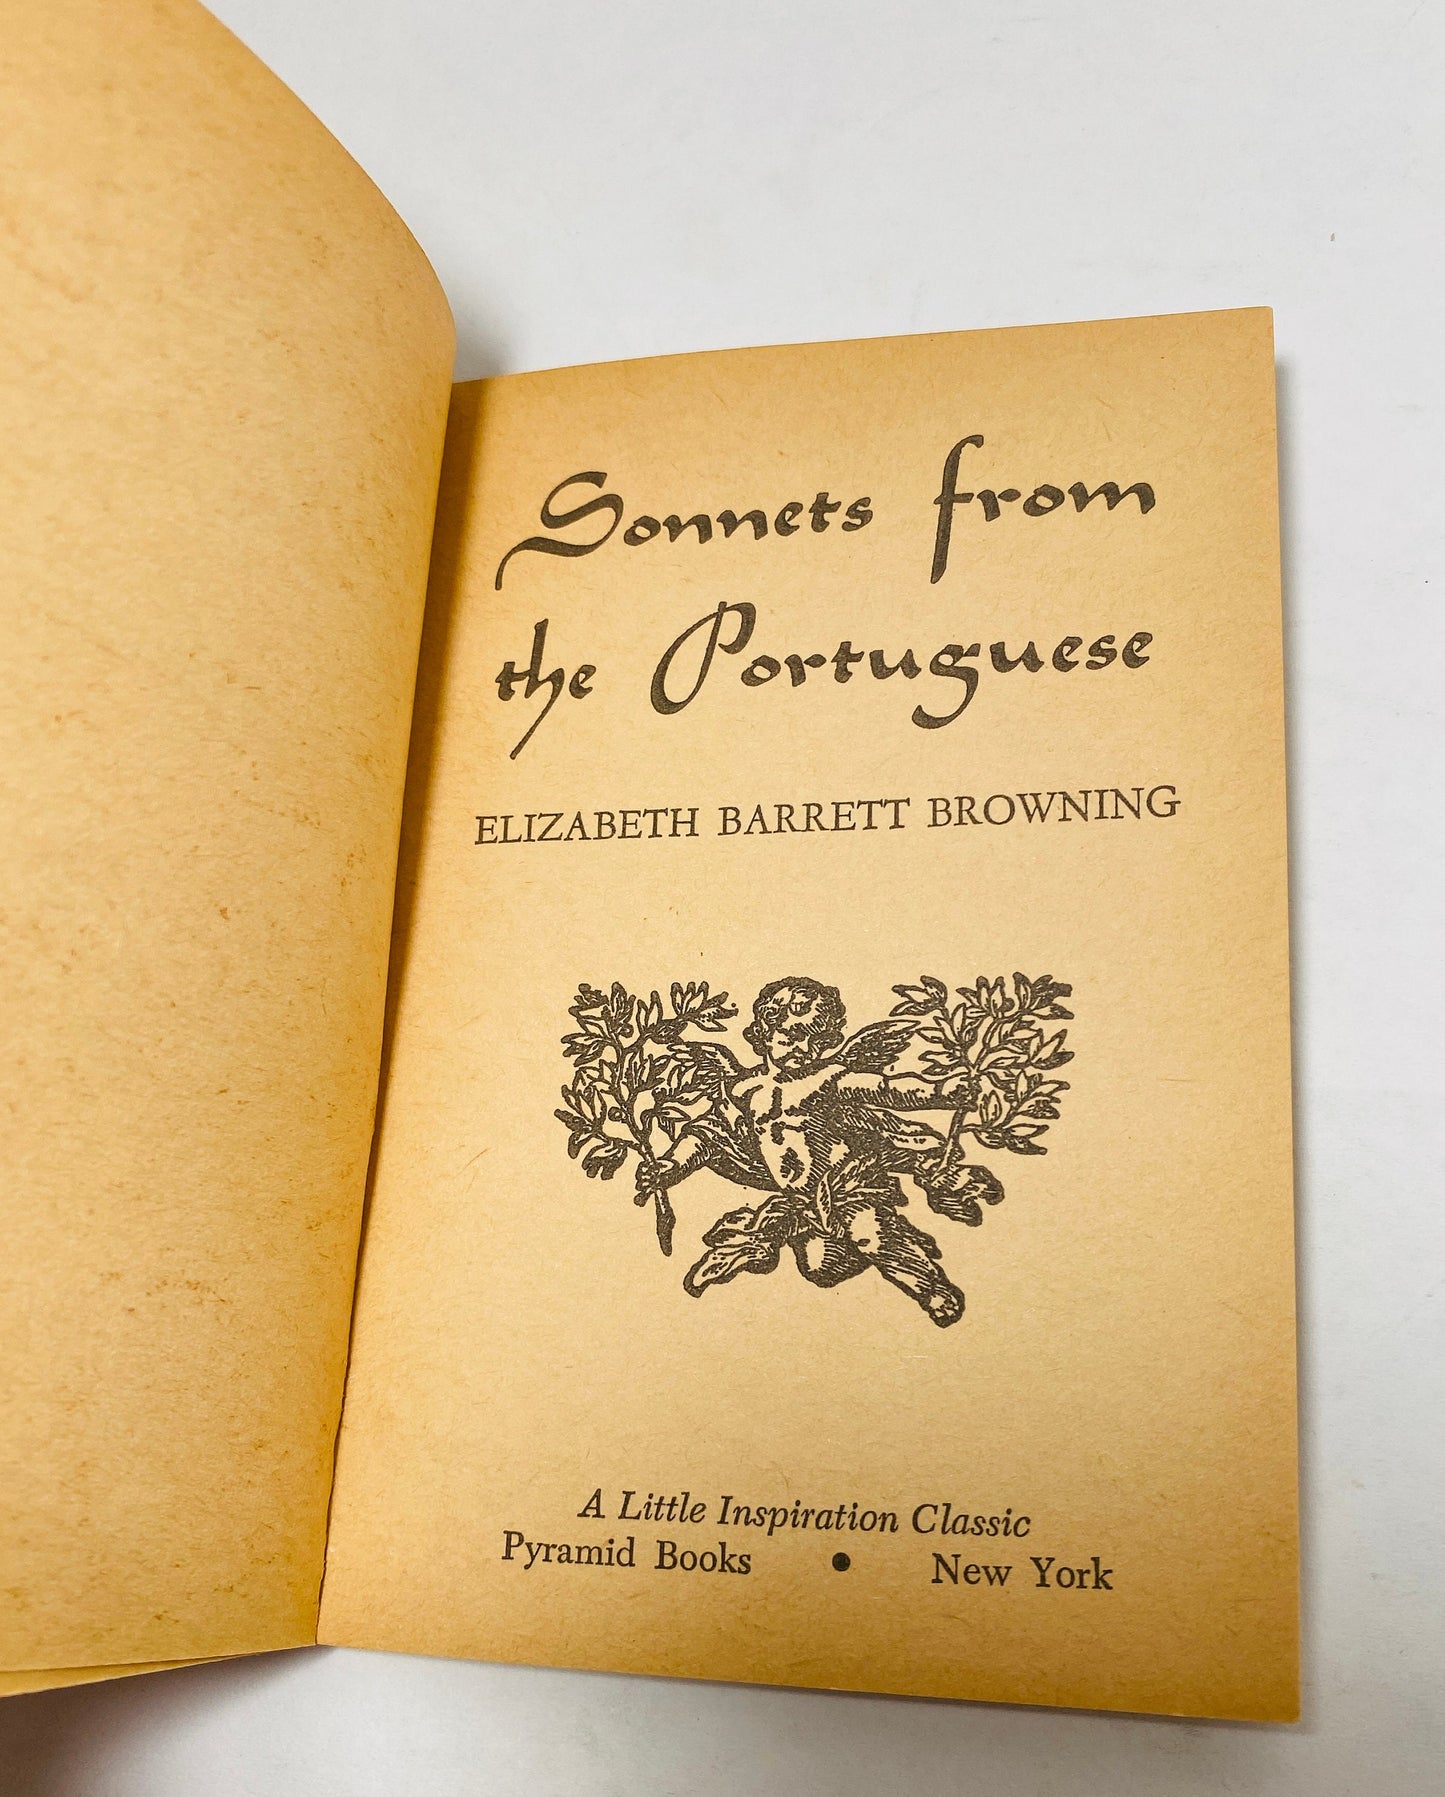 Sonnets from
the Portuguese
ELIZABETH BARRETT BROWNING
A Little Inspiration Classic
Pyramid Books • New York